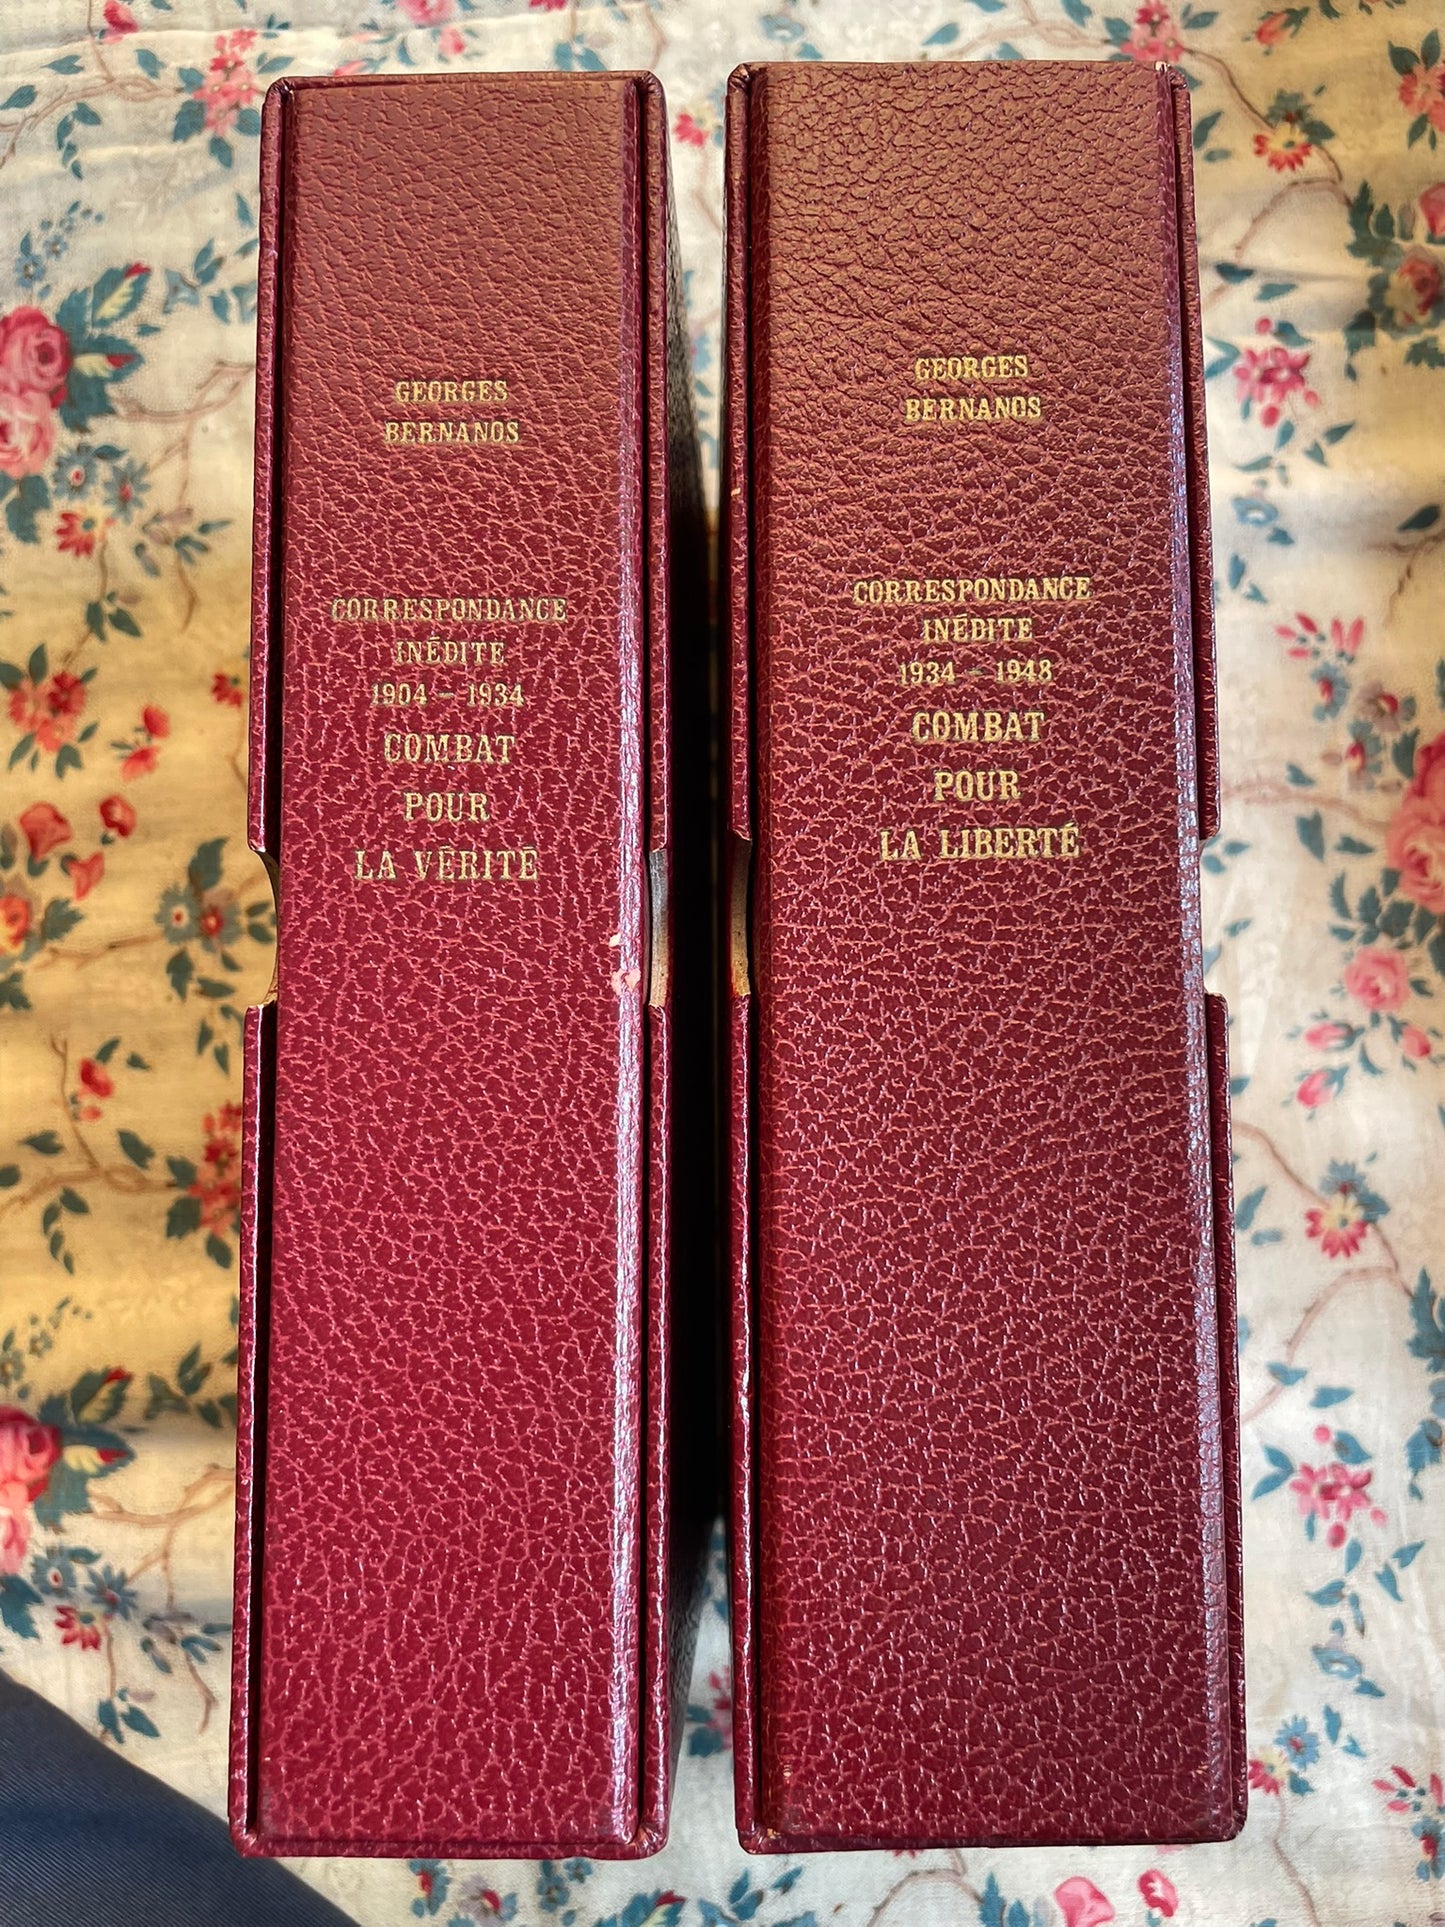 GEORGES
BERNANOS
CORRESPONDANCE
INÉDITE
1904 - 1934
COMBAT
POUR
LA VÉRITÉ
GEORGES
BERNANOS
CORRESPONDANCE
INÉDITE
1934 - 1948
COMBAT
POUR
LA LIBERTÉ